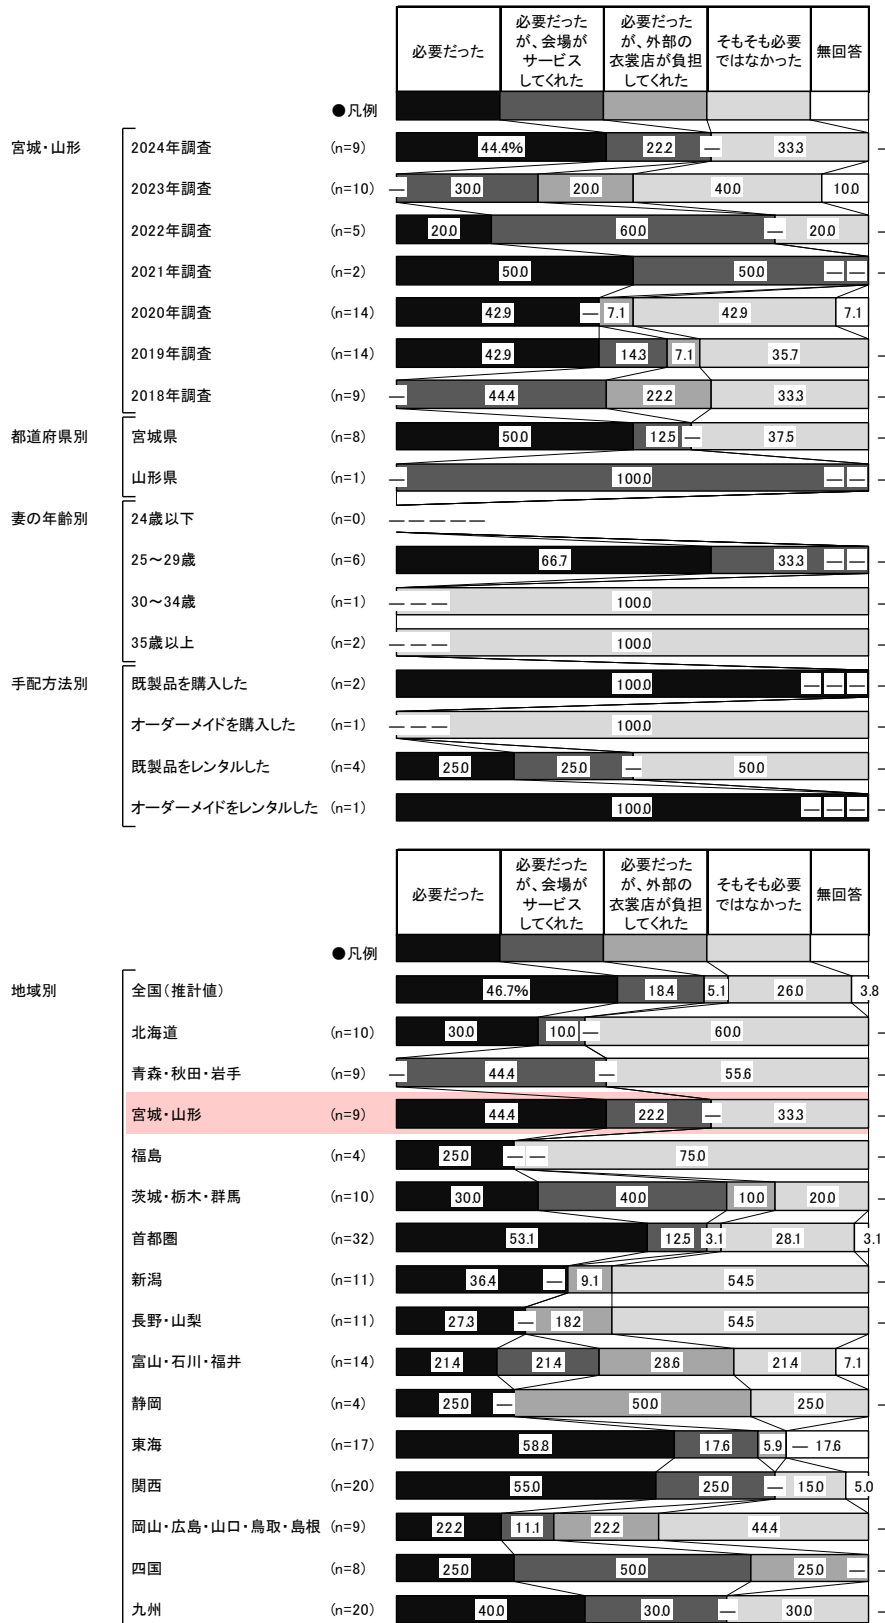 必要だった
必要だった
が、会場が
サービス
してくれた
必要だった
が、外部の
衣裳店が負担
してくれた
そもそも必要
ではなかった
無回答
●凡例
宮城・山形 2024年調査 (n=9) 44.4% 22.2 — 33.3 —
2023年調査 (n=10) — 30.0 20.0 40.0 10.0
2022年調査 (n=5) 20.0 60.0 — 20.0 —
2021年調査 (n=2) 50.0 50.0 — — —
2020年調査 (n=14) 42.9 — 7.1 42.9 7.1
2019年調査 (n=14) 42.9 14.3 7.1 35.7 —
2018年調査 (n=9) — 44.4 22.2 33.3 —
都道府県別 宮城県 (n=8) 50.0 12.5 — 37.5 —
山形県 (n=1) — 100.0 — — —
妻の年齢別 24歳以下 (n=0) — — — — —
25～29歳 (n=6) 66.7 33.3 — — —
30～34歳 (n=1) — — — 100.0 —
35歳以上 (n=2) — — — 100.0 —
手配方法別 既製品を購入した (n=2) 100.0 — — — —
オーダーメイドを購入した (n=1) — — — 100.0 —
既製品をレンタルした (n=4) 25.0 25.0 — 50.0 —
オーダーメイドをレンタルした (n=1) 100.0 — — — —
必要だった
必要だった
が、会場が
サービス
してくれた
必要だった
が、外部の
衣裳店が負担
してくれた
そもそも必要
ではなかった
無回答
●凡例
地域別 全国（推計値） 46.7% 18.4 5.1 26.0 3.8
北海道 (n=10) 30.0 10.0 — 60.0 —
青森・秋田・岩手 (n=9) — 44.4 — 55.6 —
宮城・山形 (n=9) 44.4 22.2 — 33.3 —
福島 (n=4) 25.0 — — 75.0 —
茨城・栃木・群馬 (n=10) 30.0 40.0 10.0 20.0 —
首都圏 (n=32) 53.1 12.5 3.1 28.1 3.1
新潟 (n=11) 36.4 — 9.1 54.5 —
長野・山梨 (n=11) 27.3 — 18.2 54.5 —
富山・石川・福井 (n=14) 21.4 21.4 28.6 21.4 7.1
静岡 (n=4) 25.0 — 50.0 25.0 —
東海 (n=17) 58.8 17.6 5.9 — 17.6
関西 (n=20) 55.0 25.0 — 15.0 5.0
岡山・広島・山口・鳥取・島根 (n=9) 22.2 11.1 22.2 44.4 —
四国 (n=8) 25.0 50.0 25.0 — —
九州 (n=20) 40.0 30.0 — 30.0 —